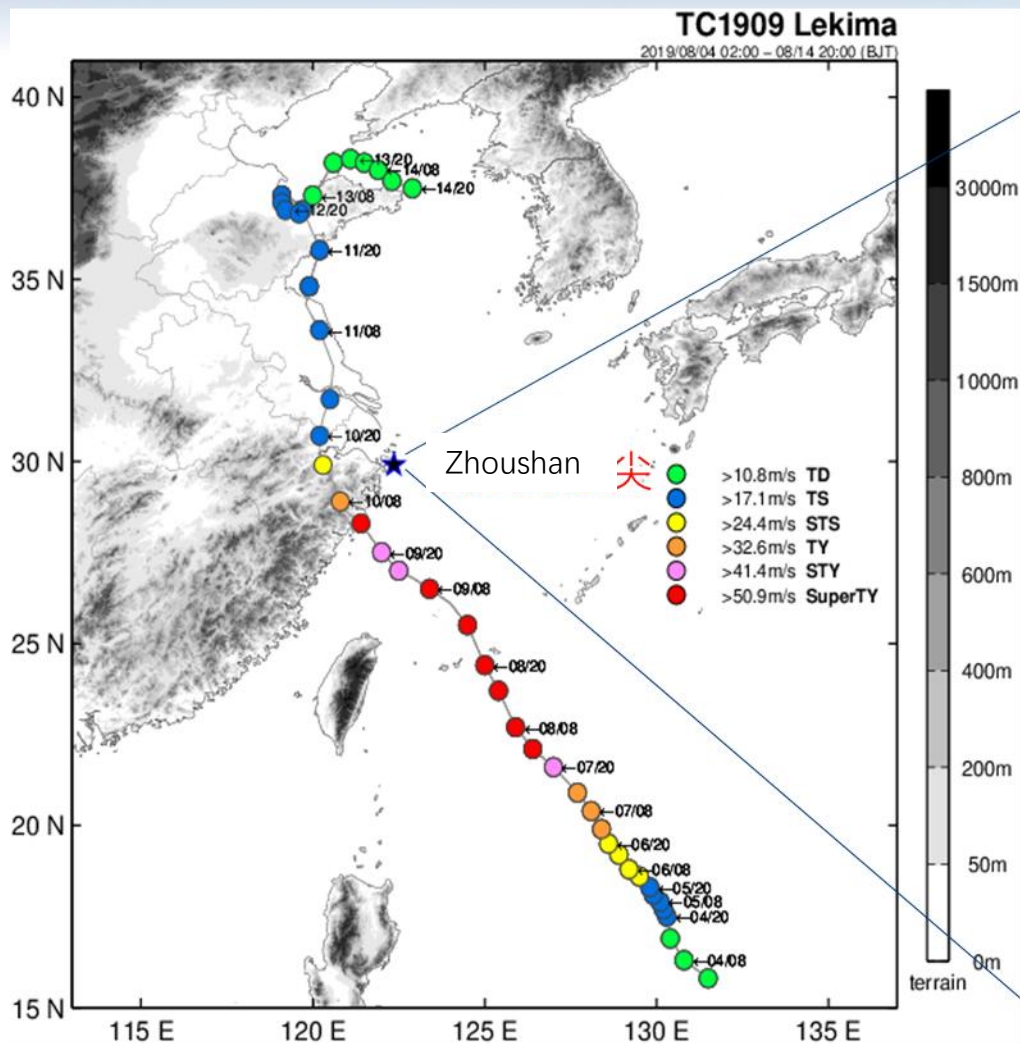 TC1909 Lekima
2019/08/04 02:00 – 08/14 20:00 (BJT)
40 N
35 N
30 N
25 N
20 N
15 N
13/20
14/08
14/20
13/08
12/20
11/20
11/08
10/20
Zhoushan
尖
10/08
09/20
09/08
08/20
08/08
07/20
07/08
06/20
06/08
05/20
05/08
04/20
04/08
>10.8m/s TD
>17.1m/s TS
>24.4m/s STS
>32.6m/s TY
>41.4m/s STY
>50.9m/s SuperTY
3000m
1500m
1000m
800m
600m
400m
200m
50m
0m
terrain
115 E
120 E
125 E
130 E
135 E